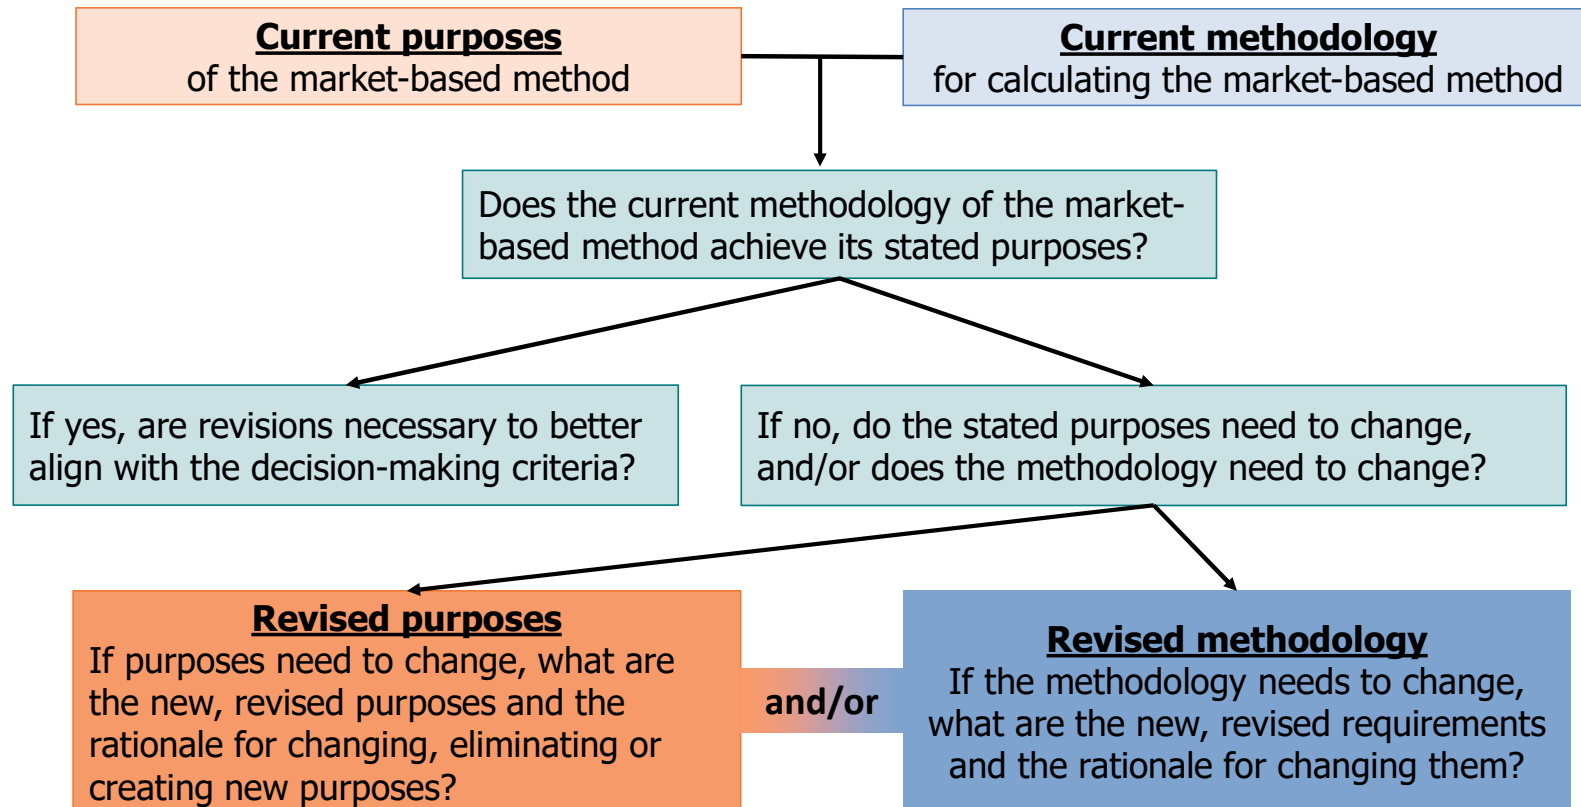 Current purposes
of the market-based method
Current methodology
for calculating the market-based method
Does the current methodology of the market-
based method achieve its stated purposes?
If yes, are revisions necessary to better
align with the decision-making criteria?
If no, do the stated purposes need to change,
and/or does the methodology need to change?
Revised purposes
If purposes need to change, what are
the new, revised purposes and the
rationale for changing, eliminating or
creating new purposes?
and/or
Revised methodology
If the methodology needs to change,
what are the new, revised requirements
and the rationale for changing them?